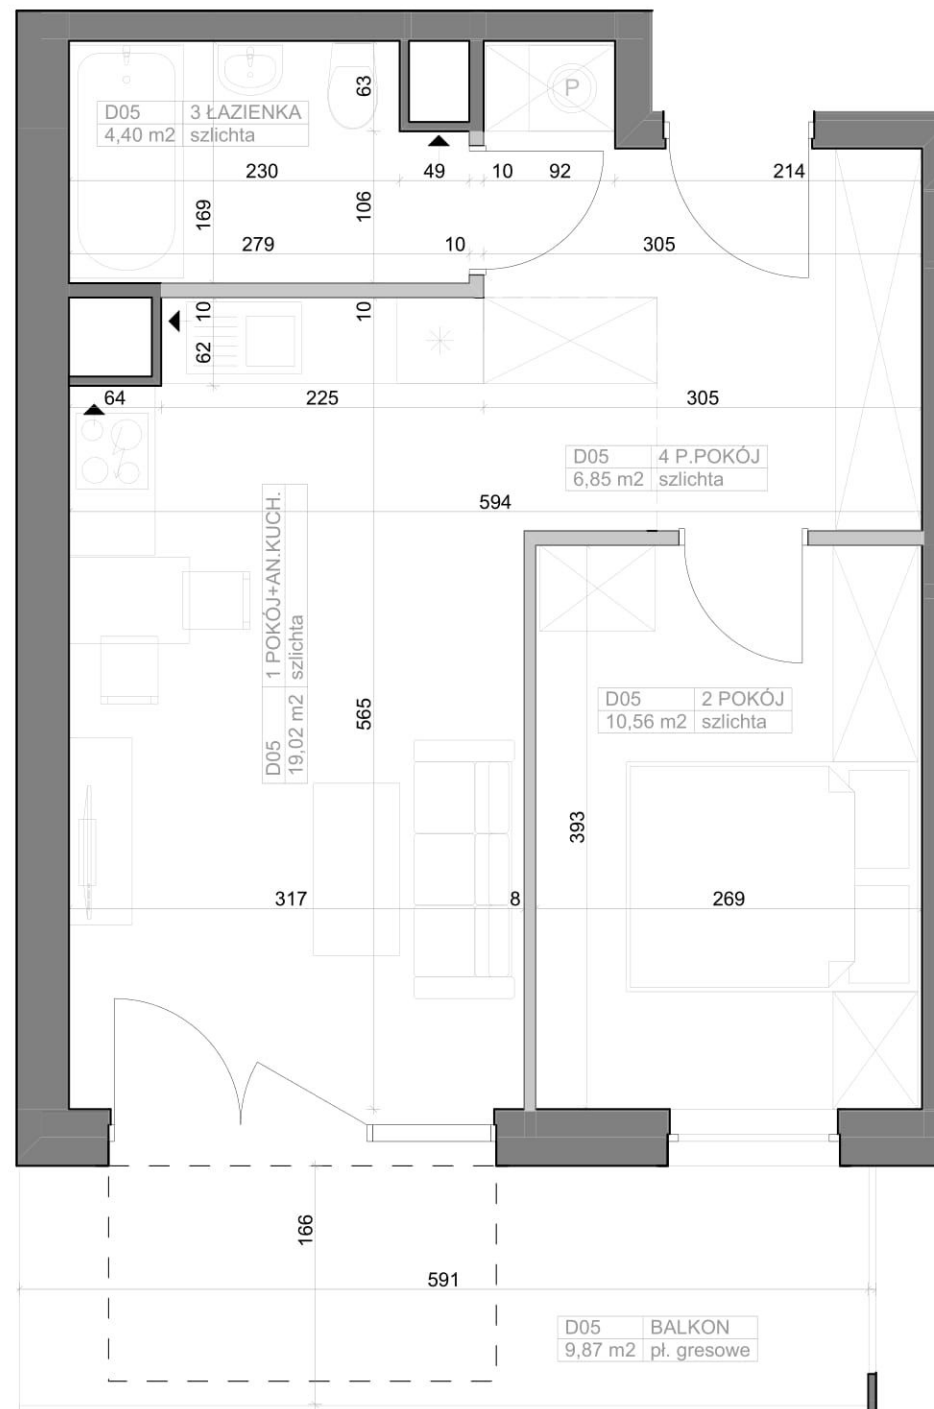 63
P
D05 3 ŁAZIENKA
4,40 m2 szlichta
230
49
10
92
214
169
106
279
10
305
10
10
62
64
225
305
D05 4 P.POKÓJ
6,85 m2 szlichta
594
D05 1 POKÓJ+AN.KUCH.
19,02 m2 szlichta
565
D05 2 POKÓJ
10,56 m2 szlichta
393
317
8
269
166
591
D05 BALKON
9,87 m2 pł. gresowe